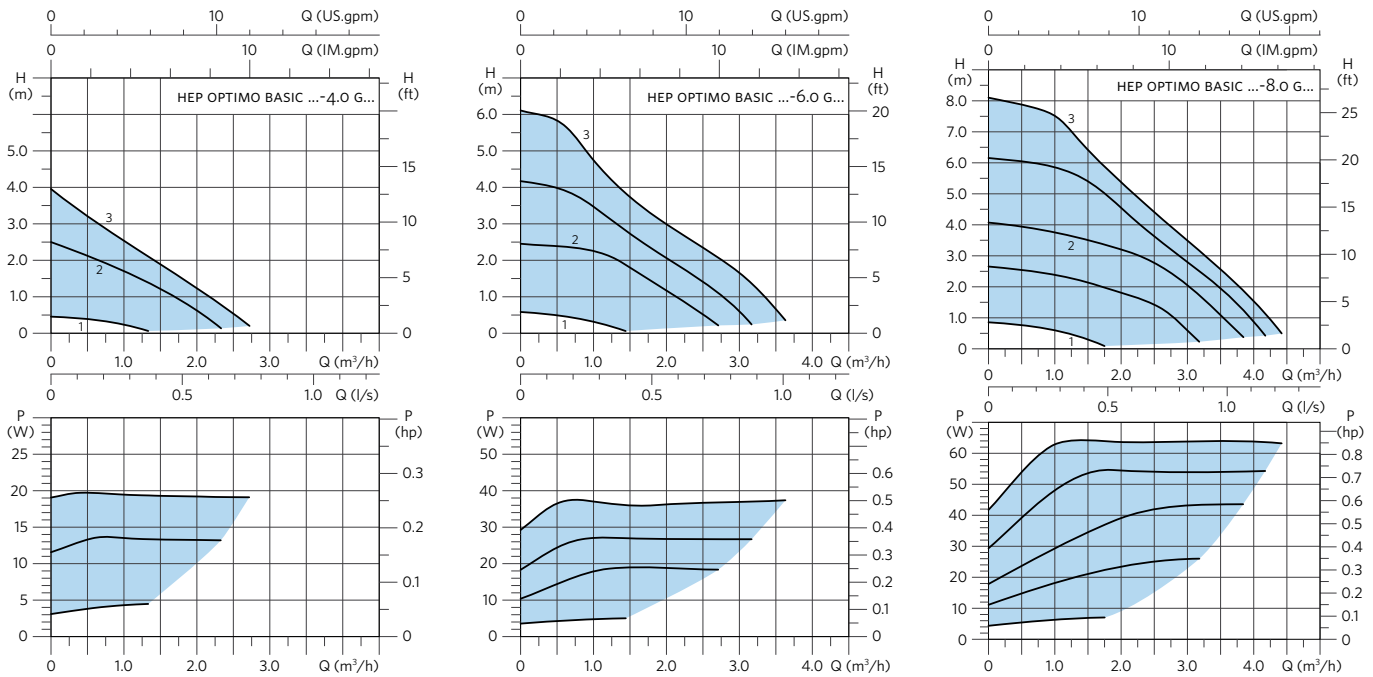 0 10 Q (US.gpm)
0 10 Q (IM.gpm)
H (m) H (ft)
HEP OPTIMO BASIC ...-4.0 G...
5.0 4.0 3.0 2.0 1.0 0
15 10 5 0
3
2
1
0 1.0 2.0 3.0 Q (m³/h)
0 0.5 1.0 Q (l/s)
P (W) P (hp)
25 20 15 10 5 0
0.3 0.2 0.1 0
0 1.0 2.0 3.0 Q (m³/h)
0 10 Q (US.gpm)
0 10 Q (IM.gpm)
H (m) H (ft)
HEP OPTIMO BASIC ...-6.0 G...
6.0 5.0 4.0 3.0 2.0 1.0 0
20 15 10 5 0
3
2
1
0 1.0 2.0 3.0 4.0 Q (m³/h)
0 0.5 1.0 Q (l/s)
P (W) P (hp)
50 40 30 20 10 0
0.6 0.5 0.4 0.3 0.2 0.1 0
0 1.0 2.0 3.0 4.0 Q (m³/h)
0 10 Q (US.gpm)
0 10 Q (IM.gpm)
H (m) H (ft)
HEP OPTIMO BASIC ...-8.0 G...
8.0 7.0 6.0 5.0 4.0 3.0 2.0 1.0 0
25 20 15 10 5 0
3
2
1
0 1.0 2.0 3.0 4.0 Q (m³/h)
0 0.5 1.0 Q (l/s)
P (W) P (hp)
60 50 40 30 20 10 0
0.8 0.7 0.6 0.5 0.4 0.3 0.2 0.1 0
0 1.0 2.0 3.0 4.0 Q (m³/h)